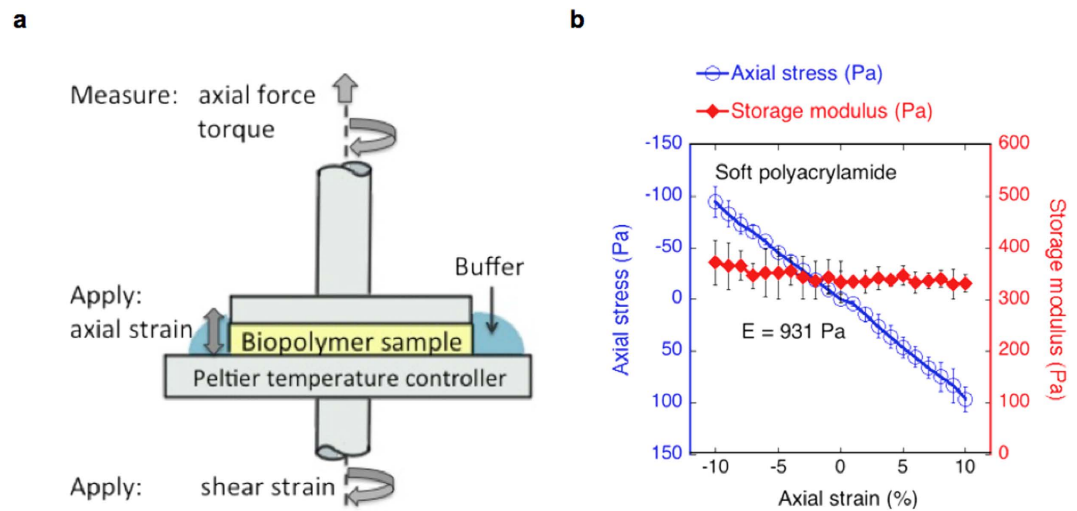 a
Measure: axial force
torque
Buffer
Apply:
axial strain
Biopolymer sample
Peltier temperature controller
Apply: shear strain
b
Axial stress (Pa)
Storage modulus (Pa)
Soft polyacrylamide
E = 931 Pa
-150
-100
-50
0
50
100
150
Axial stress (Pa)
600
500
400
300
200
100
0
Storage modulus (Pa)
-10 -5 0 5 10
Axial strain (%)